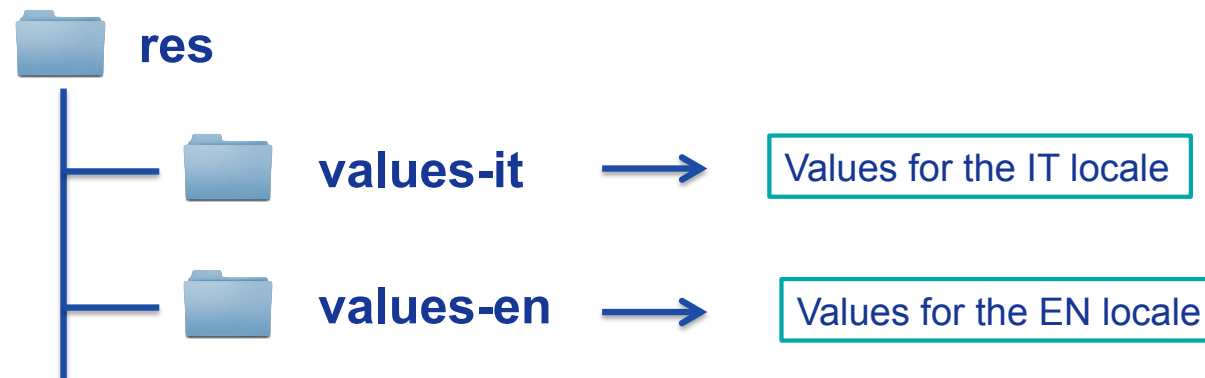 res
values-it
Values for the IT locale
values-en
Values for the EN locale